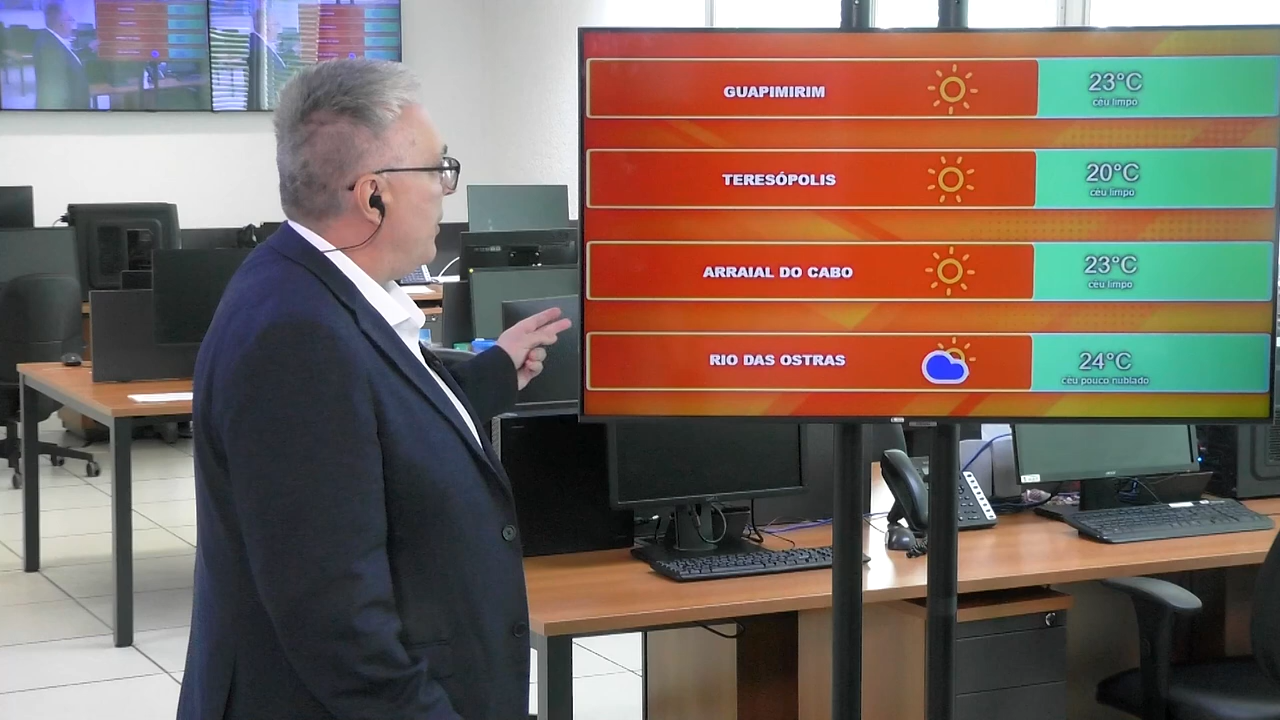 GUAPIMIRIM
23°C
céu limpo
TERESÓPOLIS
20°C
céu limpo
ARRAIAL DO CABO
23°C
céu limpo
RIO DAS OSTRAS
24°C
céu pouco nublado